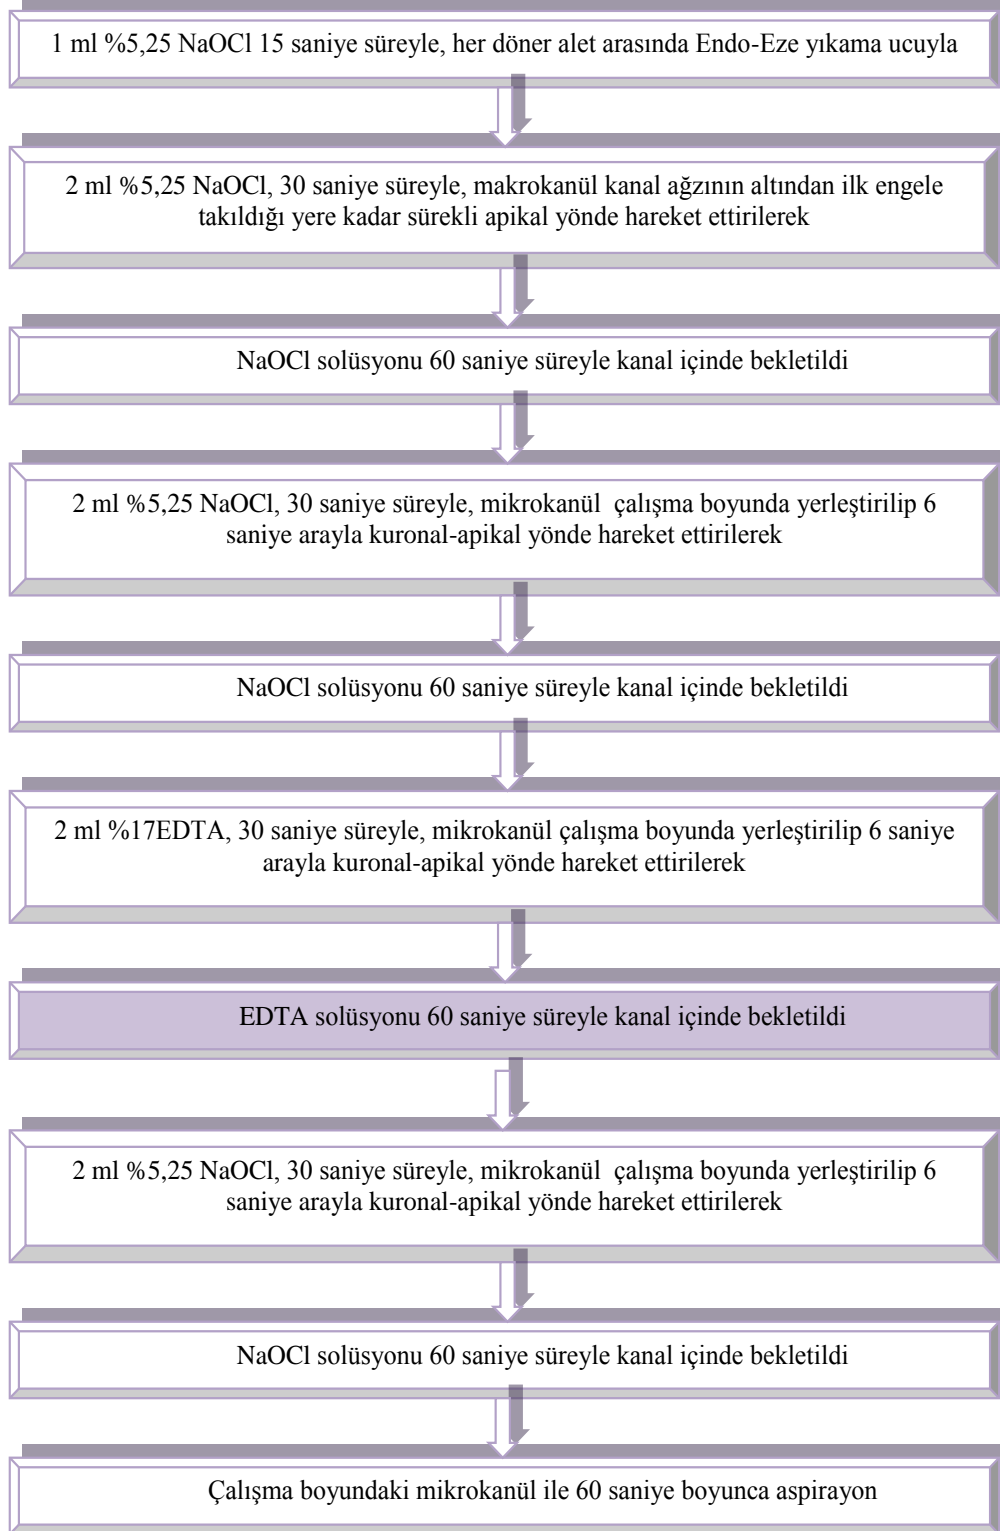 1 ml %5,25 NaOCl 15 saniye süreyle, her döner alet arasında Endo-Eze yıkama ucuyla
2 ml %5,25 NaOCl, 30 saniye süreyle, makrokanül kanal ağzının altından ilk engele
takıldığı yere kadar sürekli apikal yönde hareket ettirilerek
NaOCl solüsyonu 60 saniye süreyle kanal içinde bekletildi
2 ml %5,25 NaOCl, 30 saniye süreyle, mikrokanül çalışma boyunda yerleştirilip 6
saniye arayla kuronal-apikal yönde hareket ettirilerek
NaOCl solüsyonu 60 saniye süreyle kanal içinde bekletildi
2 ml %17EDTA, 30 saniye süreyle, mikrokanül çalışma boyunda yerleştirilip 6 saniye
arayla kuronal-apikal yönde hareket ettirilerek
EDTA solüsyonu 60 saniye süreyle kanal içinde bekletildi
2 ml %5,25 NaOCl, 30 saniye süreyle, mikrokanül çalışma boyunda yerleştirilip 6
saniye arayla kuronal-apikal yönde hareket ettirilerek
NaOCl solüsyonu 60 saniye süreyle kanal içinde bekletildi
Çalışma boyundaki mikrokanül ile 60 saniye boyunca aspirayon